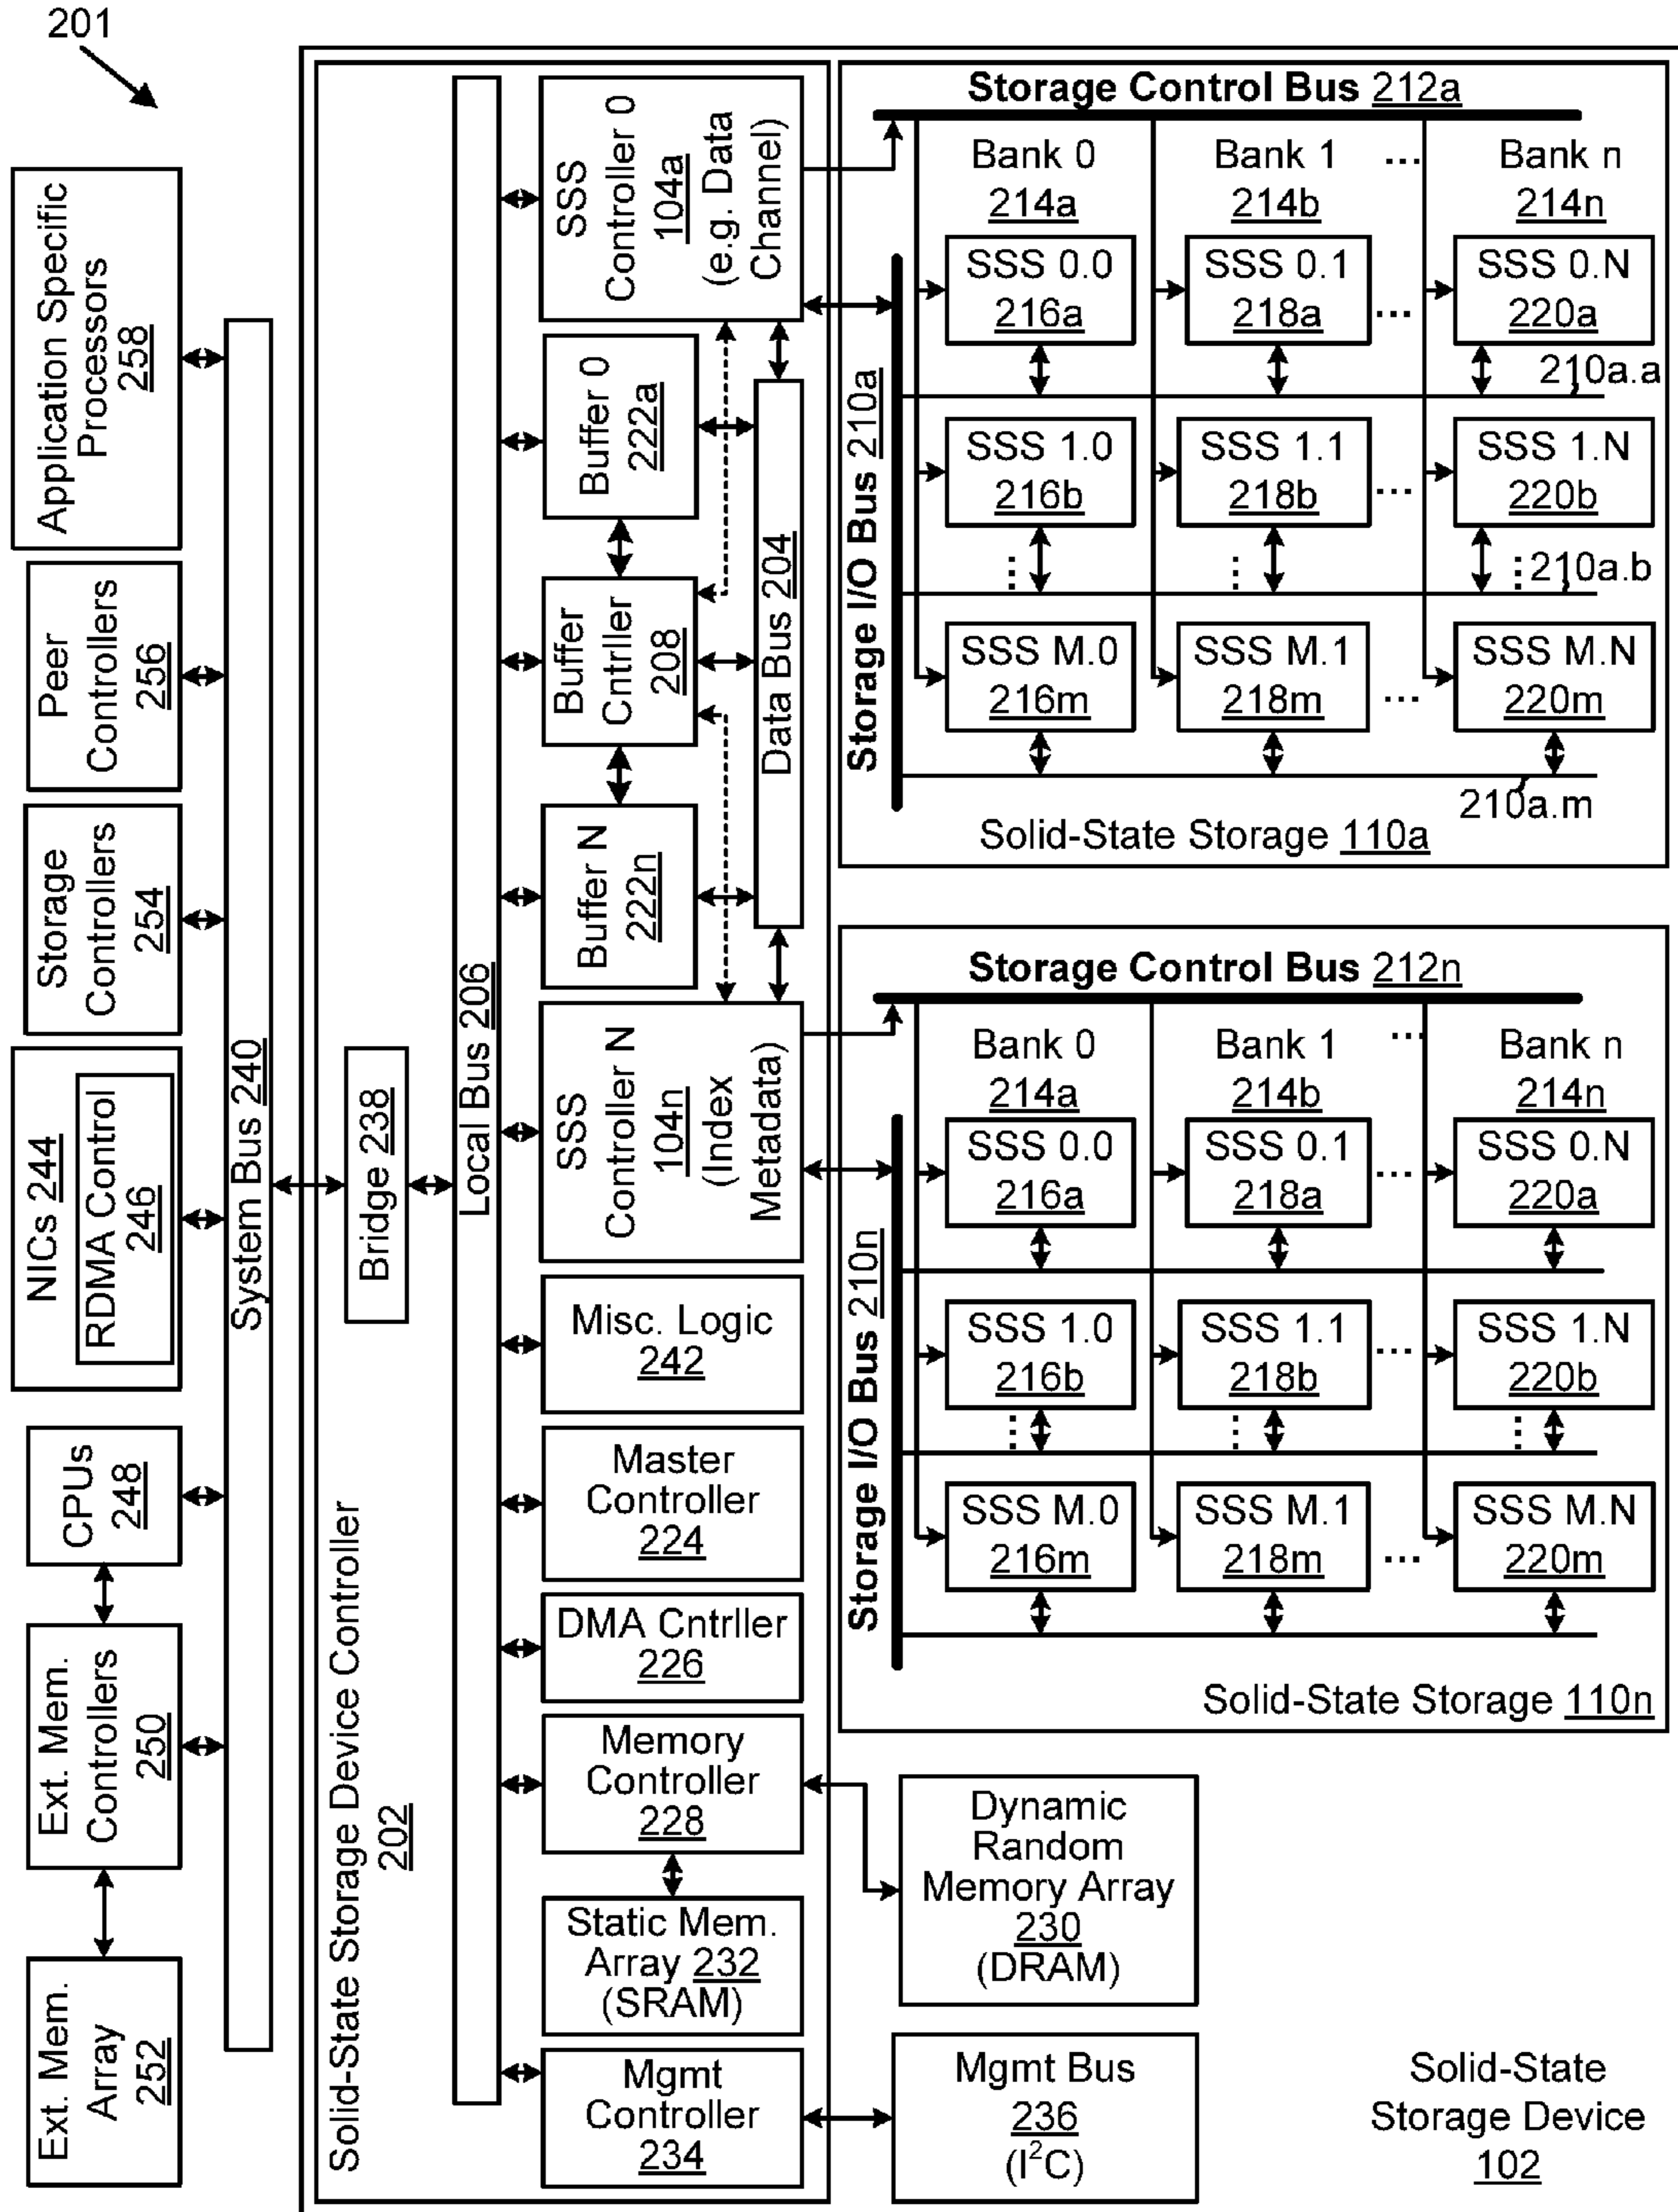 201
Application Specific
Processors
258
Peer
Controllers
256
Storage
Controllers
254
NICs 244
RDMA Control
246
CPUs
248
Ext. Mem.
Controllers
250
Ext. Mem.
Array
252
System Bus 240
Solid-State Storage Device Controller
202
Bridge 238
Local Bus 206
SSS
Controller 0
104a
(e.g. Data
Channel)
Buffer 0
222a
Buffer
Cntrller
208
Buffer N
222n
Data Bus 204
SSS
Controller N
104n
(Index
Metadata)
Misc. Logic
242
Master
Controller
224
DMA Cntrller
226
Memory
Controller
228
Static Mem.
Array 232
(SRAM)
Mgmt
Controller
234
Storage Control Bus 212a
Storage I/O Bus 210a
Bank 0
214a
Bank 1
214b
...
Bank n
214n
SSS 0.0
216a
SSS 0.1
218a
...
SSS 0.N
220a
210a.a
SSS 1.0
216b
SSS 1.1
218b
...
SSS 1.N
220b
210a.b
SSS M.0
216m
SSS M.1
218m
...
SSS M.N
220m
210a.m
Solid-State Storage 110a
Storage Control Bus 212n
Storage I/O Bus 210n
Bank 0
214a
Bank 1
214b
...
Bank n
214n
SSS 0.0
216a
SSS 0.1
218a
...
SSS 0.N
220a
SSS 1.0
216b
SSS 1.1
218b
...
SSS 1.N
220b
SSS M.0
216m
SSS M.1
218m
...
SSS M.N
220m
Solid-State Storage 110n
Dynamic
Random
Memory Array
230
(DRAM)
Mgmt Bus
236
(I²C)
Solid-State
Storage Device
102